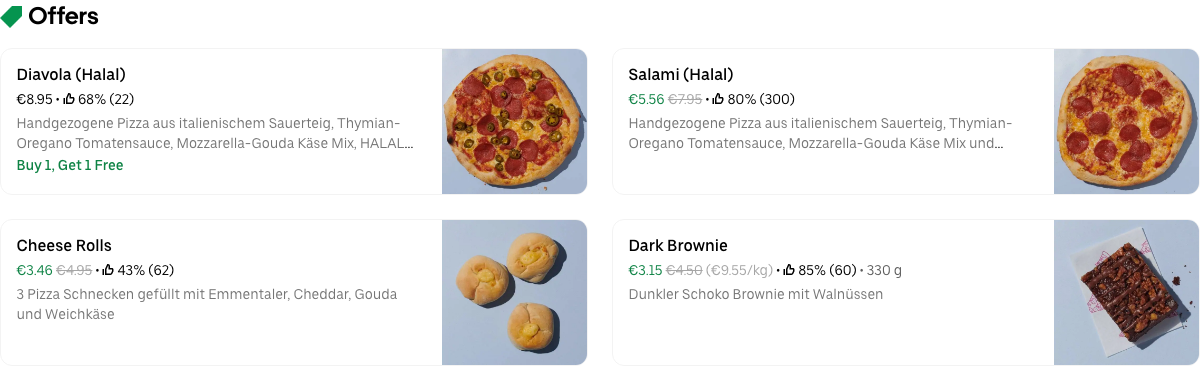 Offers
Diavola (Halal)
€8.95 • 68% (22)
Handgezogene Pizza aus italienischem Sauerteig, Thymian-
Oregano Tomatensauce, Mozzarella-Gouda Käse Mix, HALAL...
Buy 1, Get 1 Free
Salami (Halal)
€5.56 €7.95 • 80% (300)
Handgezogene Pizza aus italienischem Sauerteig, Thymian-
Oregano Tomatensauce, Mozzarella-Gouda Käse Mix und...
Cheese Rolls
€3.46 €4.95 • 43% (62)
3 Pizza Schnecken gefüllt mit Emmentaler, Cheddar, Gouda
und Weichkäse
Dark Brownie
€3.15 €4.50 (€9.55/kg) • 85% (60) • 330 g
Dunkler Schoko Brownie mit Walnüssen